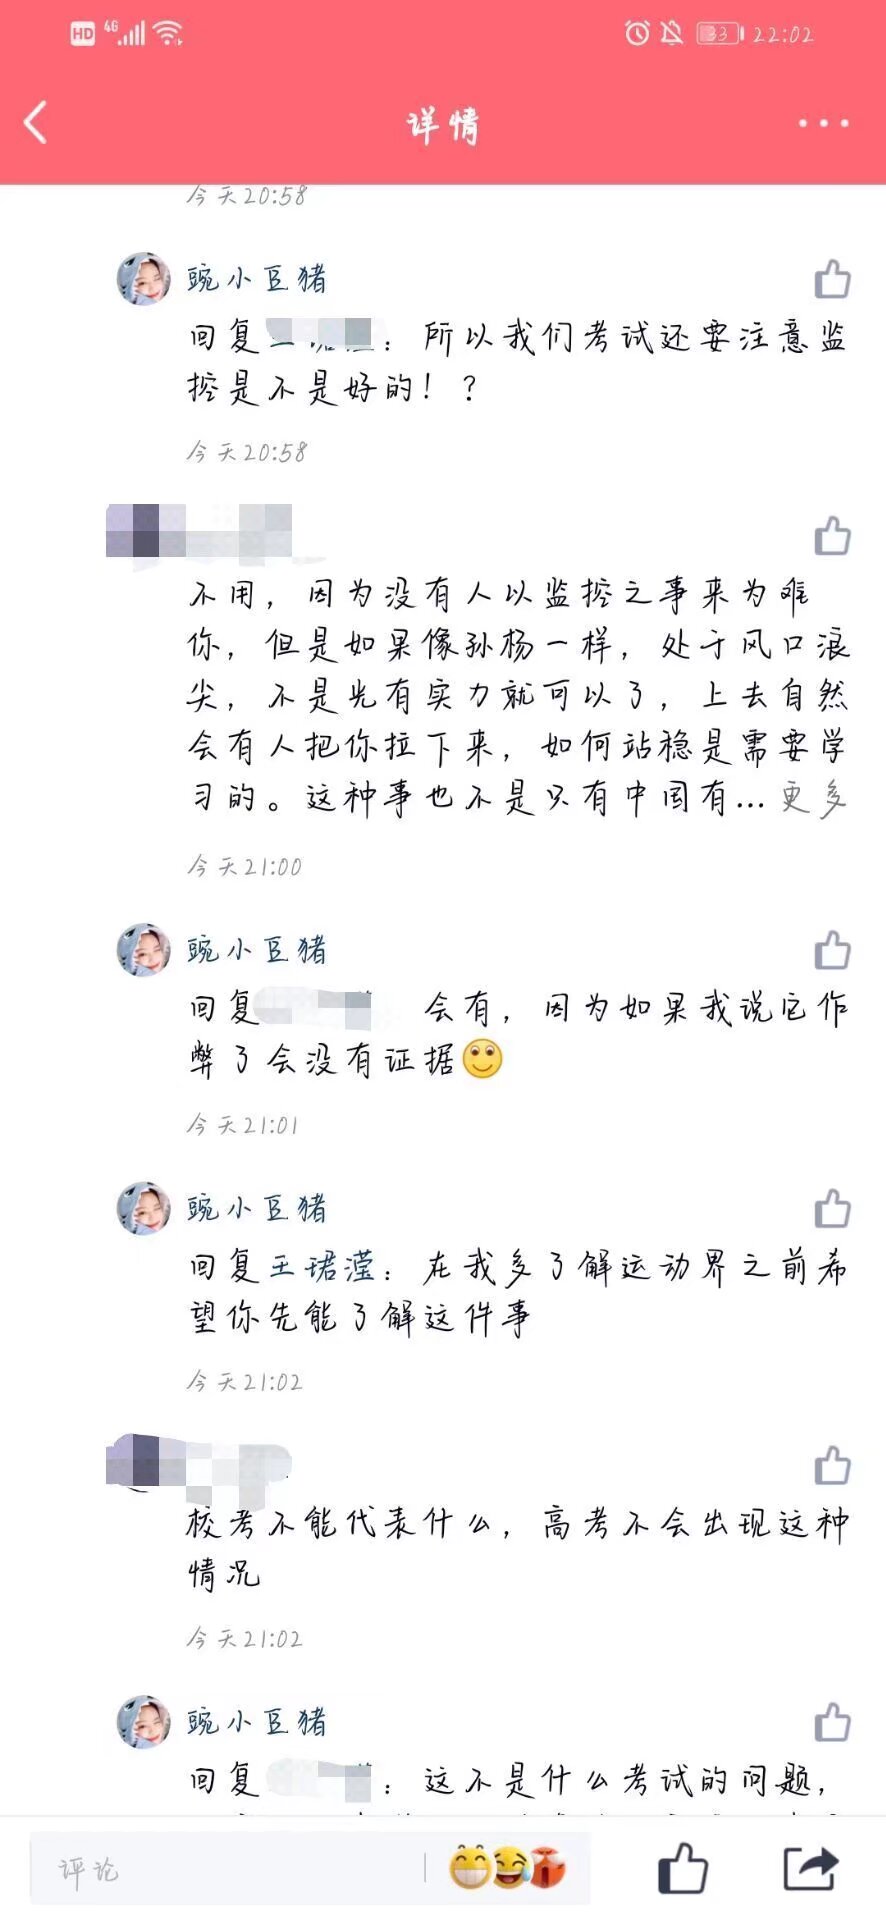 HD 4G 33 22:02
详情
今天20:58
豌小豆猪
回复：所以我们考试还要注意监
控是不是好的！？
今天20:58
不用，因为没有人以监控之事来为难
你，但是如果像孙杨一样，处于风口浪
尖，不是光有实力就可以了，上去自然
会有人把你拉下来，如何站稳是需要学
习的。这种事也不是只有中国有...更多
今天21:00
豌小豆猪
回复 会有，因为如果我说它作
弊了会没有证据
今天21:01
豌小豆猪
回复王珺滢：在我多了解运动界之前希
望你先能了解这件事
今天21:02
校考不能代表什么，高考不会出现这种
情况
今天21:02
豌小豆猪
回复：这不是什么考试的问题，
评论